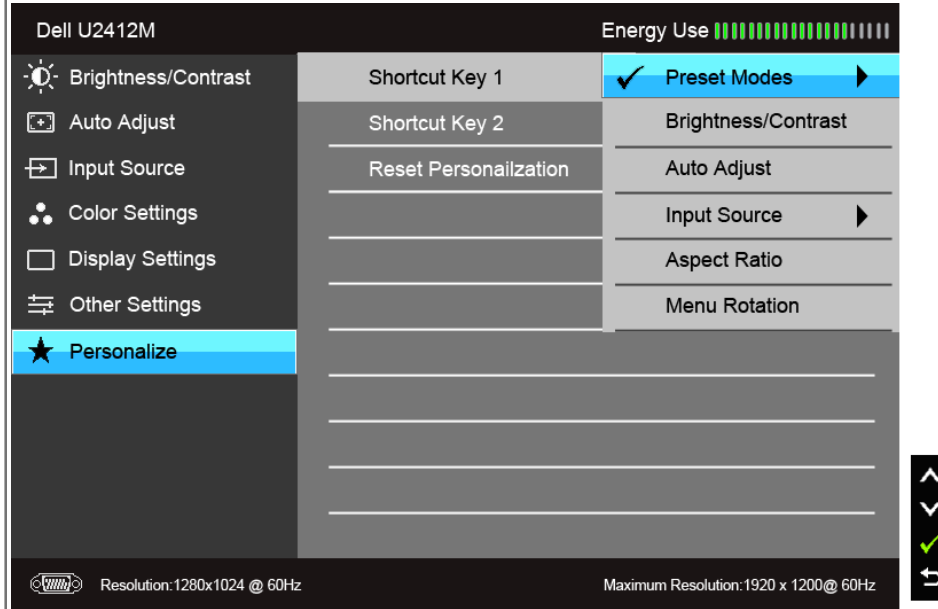 Dell U2412M
Energy Use
Brightness/Contrast
Auto Adjust
Input Source
Color Settings
Display Settings
Other Settings
Personalize
Shortcut Key 1
Shortcut Key 2
Reset Personailzation
Preset Modes
Brightness/Contrast
Auto Adjust
Input Source
Aspect Ratio
Menu Rotation
Resolution:1280x1024 @ 60Hz
Maximum Resolution:1920 x 1200@ 60Hz